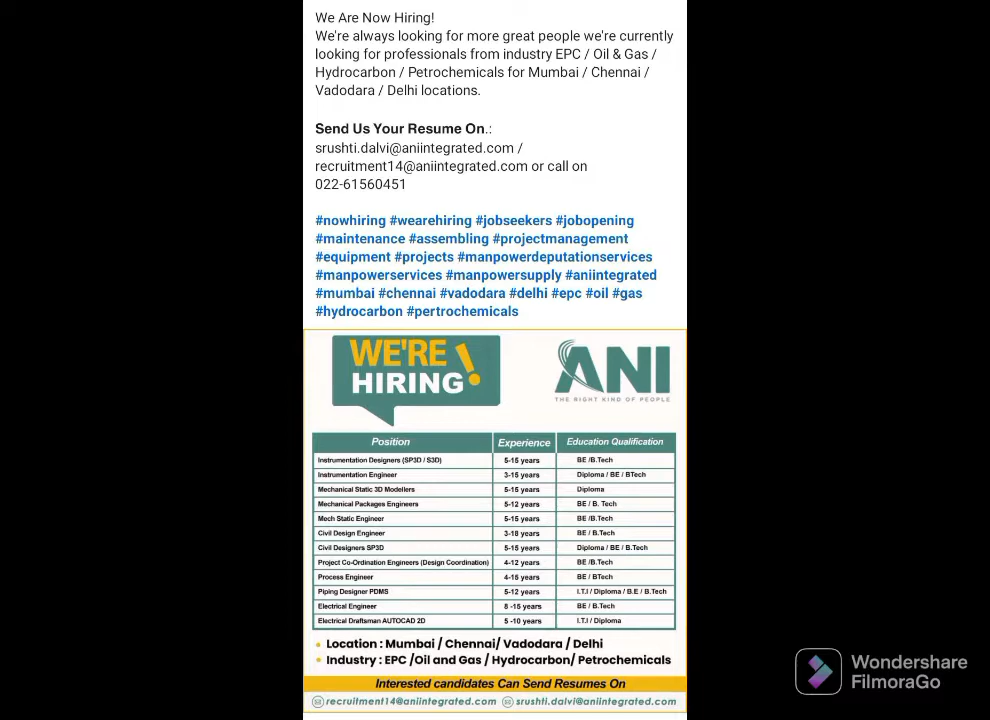 We Are Now Hiring!
We're always looking for more great people we're currently
looking for professionals from industry EPC / Oil & Gas /
Hydrocarbon / Petrochemicals for Mumbai / Chennai /
Vadodara / Delhi locations.
Send Us Your Resume On.:
srushti.dalvi@aniintegrated.com /
recruitment14@aniintegrated.com or call on
022-61560451
#nowhiring #wearehiring #jobseekers #jobopening
#maintenance #assembling #projectmanagement
#equipment #projects #manpowerdeputationservices
#manpowerservices #manpowersupply #aniintegrated
#mumbai #chennai #vadodara #delhi #epc #oil #gas
#hydrocarbon #pertrochemicals
WE'RE
HIRING!
ANI
THE RIGHT KIND OF PEOPLE
Position Experience Education Qualification
Instrumentation Designers (SP3D / S3D) 5-15 years BE /B.Tech
Instrumentation Engineer 3-15 years Diploma / BE / BTech
Mechanical Static 3D Modellers 5-15 years Diploma
Mechanical Packages Engineers 5-12 years BE / B. Tech
Mech Static Engineer 5-15 years BE /B.Tech
Civil Design Engineer 3-18 years BE / B.Tech
Civil Designers SP3D 5-15 years Diploma / BE / B.Tech
Project Co-Ordination Engineers (Design Coordination) 4-12 years BE /B.Tech
Process Engineer 4-15 years BE / BTech
Piping Designer PDMS 5-12 years I.T.I / Diploma / B.E / B.Tech
Electrical Engineer 8 -15 years BE / B.Tech
Electrical Draftsman AUTOCAD 2D 5 -10 years I.T.I / Diploma
• Location : Mumbai / Chennai/ Vadodara / Delhi
• Industry : EPC /Oil and Gas / Hydrocarbon/ Petrochemicals
Interested candidates Can Send Resumes On
recruitment14@aniintegrated.com srushti.dalvi@aniintegrated.com
Wondershare
FilmoraGo